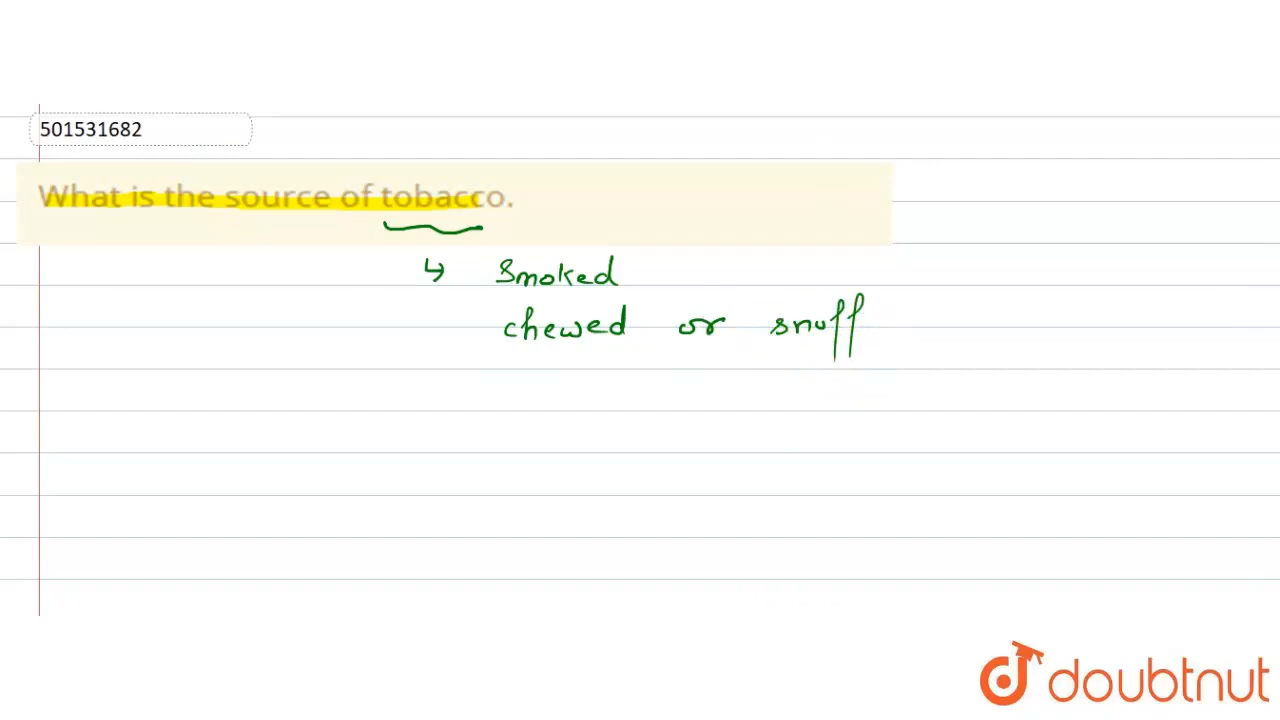 501531682
What is the source of tobacco.
↳ Smoked
chewed or snuff
doubtnut